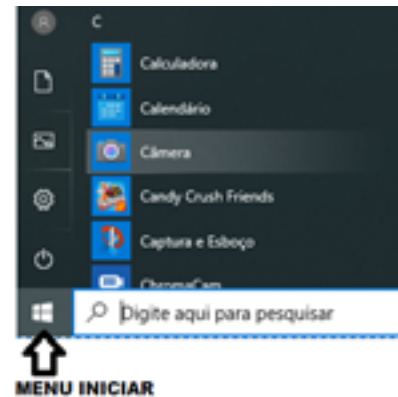 C
Calculadora
Calendário
Câmera
Candy Crush Friends
Captura e Esboço
ChromaCam
Digite aqui para pesquisar
MENU INICIAR